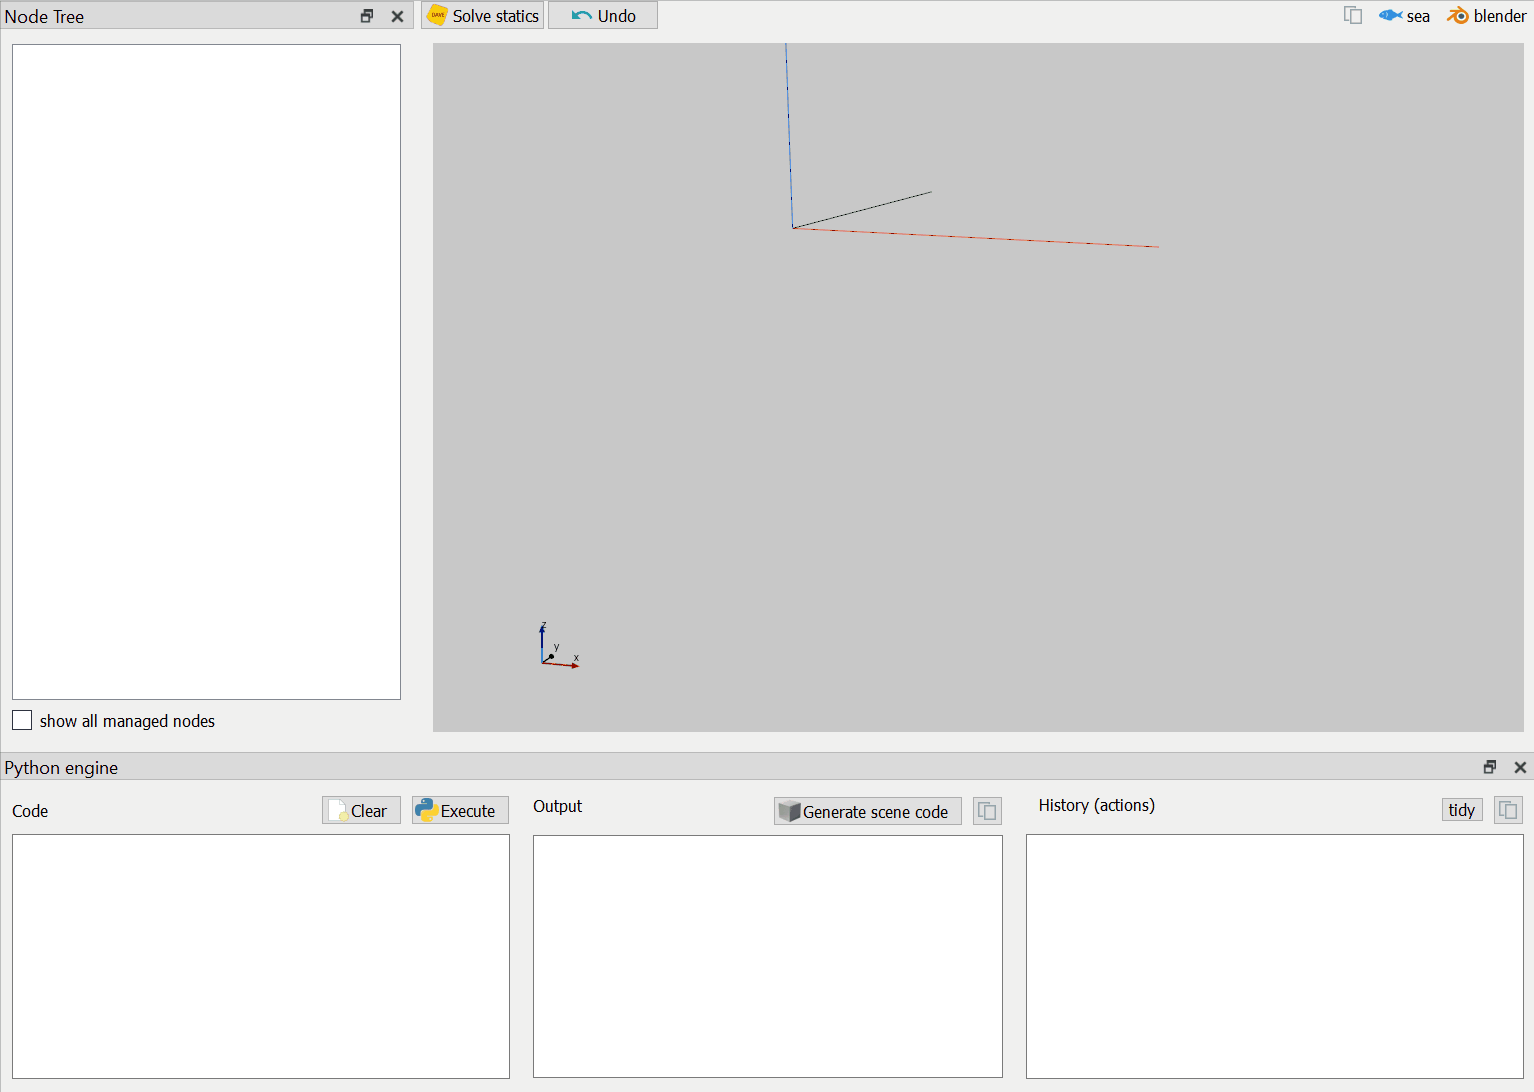 Node Tree
DAVE Solve statics
Undo
sea
blender
z
y
x
show all managed nodes
Python engine
Code
Clear
Execute
Output
Generate scene code
History (actions)
tidy